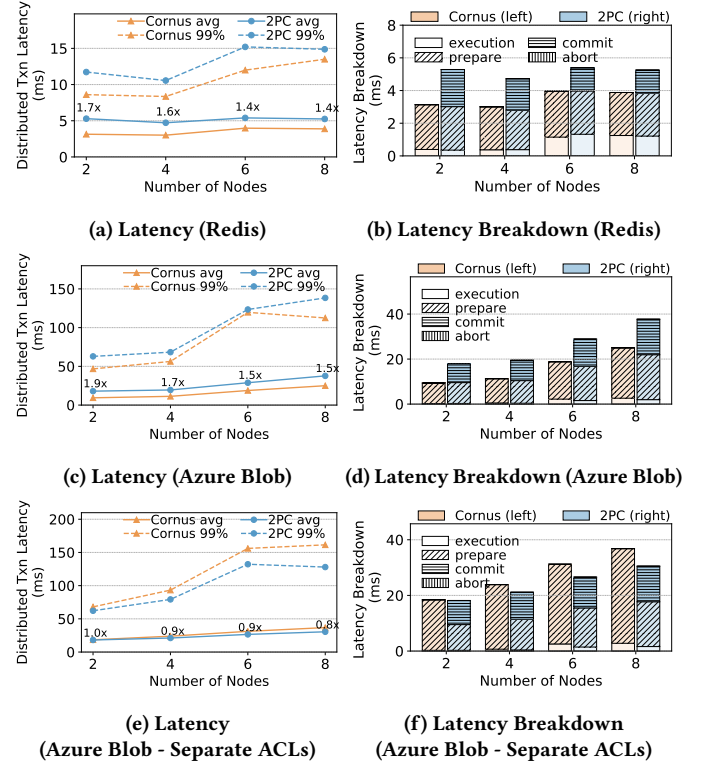 Distributed Txn Latency
(ms)
Cornus avg
2PC avg
Cornus 99%
2PC 99%
15
10
5
0
1.7x
1.6x
1.4x
1.4x
2
4
6
8
Number of Nodes
(a) Latency (Redis)
Cornus (left)
2PC (right)
Latency Breakdown
(ms)
execution
commit
prepare
abort
8
6
4
2
0
2
4
6
8
Number of Nodes
(b) Latency Breakdown (Redis)
Distributed Txn Latency
(ms)
Cornus avg
2PC avg
Cornus 99%
2PC 99%
150
100
50
0
1.9x
1.7x
1.5x
1.5x
2
4
6
8
Number of Nodes
(c) Latency (Azure Blob)
Cornus (left)
2PC (right)
Latency Breakdown
(ms)
execution
prepare
commit
abort
40
20
0
2
4
6
8
Number of Nodes
(d) Latency Breakdown (Azure Blob)
Distributed Txn Latency
(ms)
Cornus avg
2PC avg
Cornus 99%
2PC 99%
200
150
100
50
0
1.0x
0.9x
0.9x
0.8x
2
4
6
8
Number of Nodes
(e) Latency
(Azure Blob - Separate ACLs)
Cornus (left)
2PC (right)
Latency Breakdown
(ms)
execution
prepare
commit
abort
40
20
0
2
4
6
8
Number of Nodes
(f) Latency Breakdown
(Azure Blob - Separate ACLs)